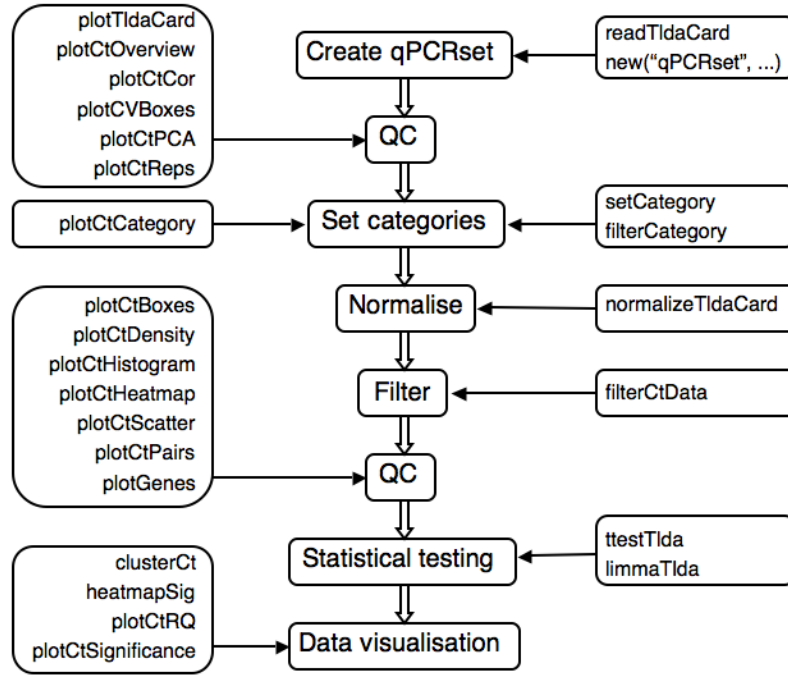 plotTldaCard
plotCtOverview
plotCtCor
plotCVBoxes
plotCtPCA
plotCtReps
Create qPCRset
readTldaCard
new(“qPCRset”, ...)
QC
plotCtCategory
Set categories
setCategory
filterCategory
plotCtBoxes
plotCtDensity
plotCtHistogram
plotCtHeatmap
plotCtScatter
plotCtPairs
plotGenes
Normalise
normalizeTldaCard
Filter
filterCtData
QC
Statistical testing
ttestTlda
limmaTlda
clusterCt
heatmapSig
plotCtRQ
plotCtSignificance
Data visualisation